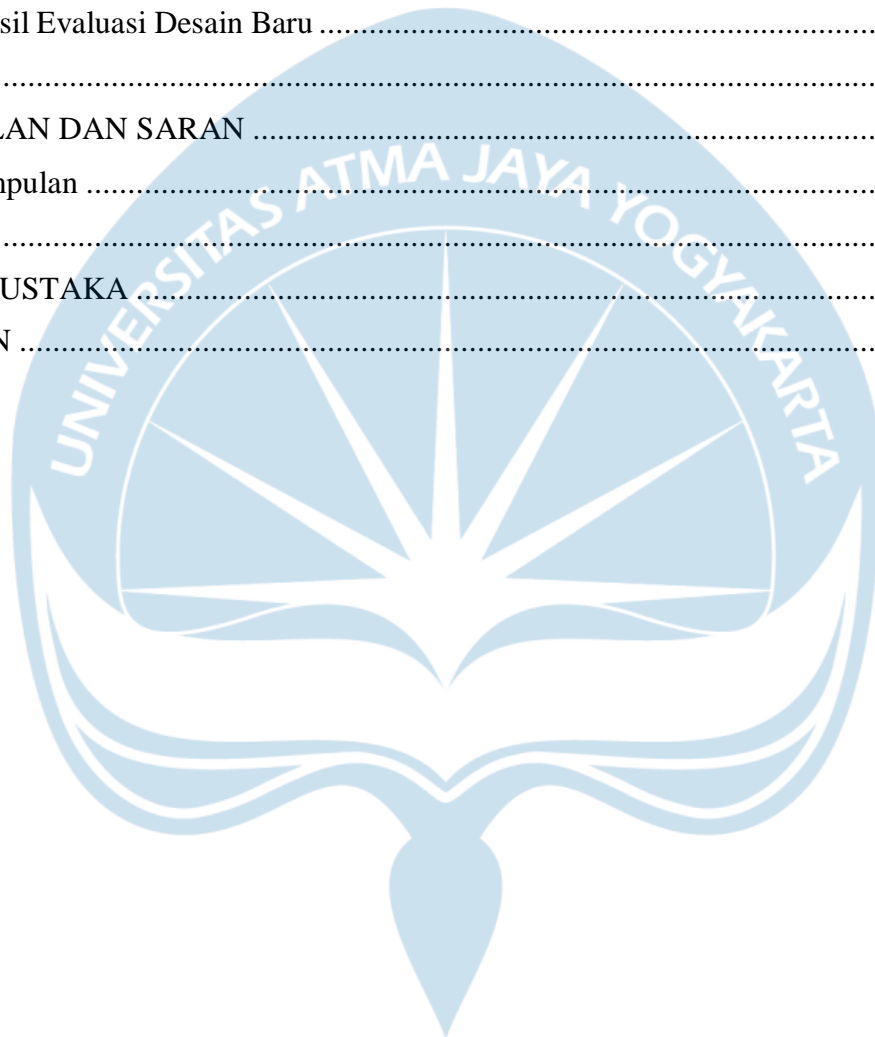 sil Evaluasi Desain Baru ........................................................................
........................................................................................................
LAN DAN SARAN ................................................................................
npulan ...............................................................................................
........................................................................................................
USTAKA ............................................................................................
N .......................................................................................................
UNIVERSITAS ATMA JAYA YOGYAKARTA